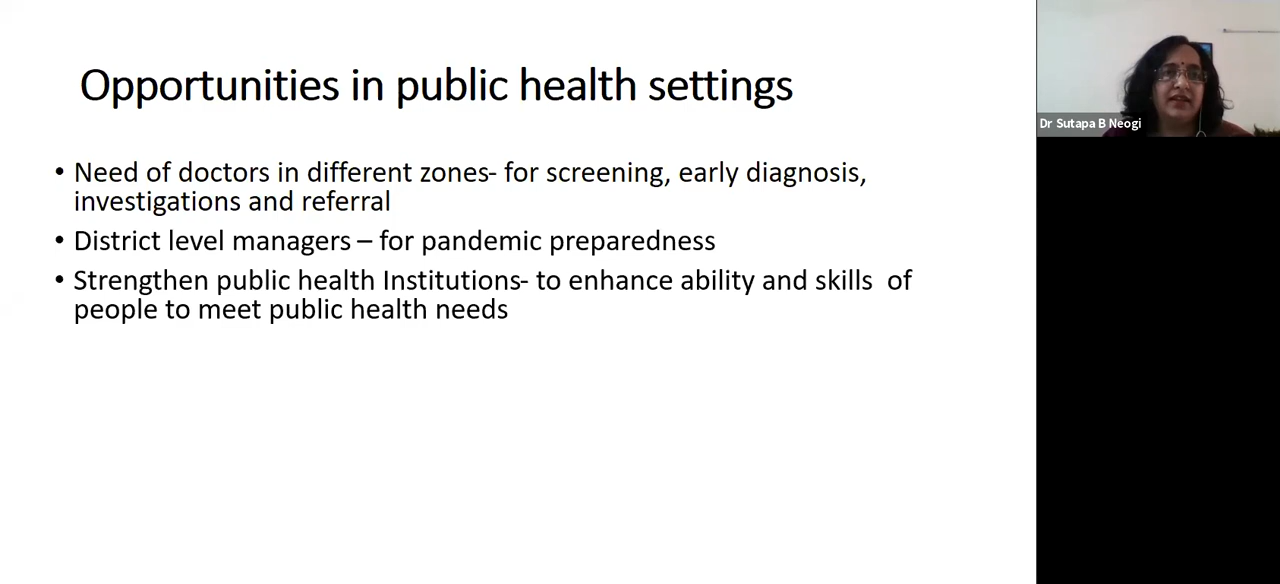 Opportunities in public health settings
• Need of doctors in different zones- for screening, early diagnosis,
investigations and referral
• District level managers – for pandemic preparedness
• Strengthen public health Institutions- to enhance ability and skills  of
people to meet public health needs
Dr Sutapa B Neogi